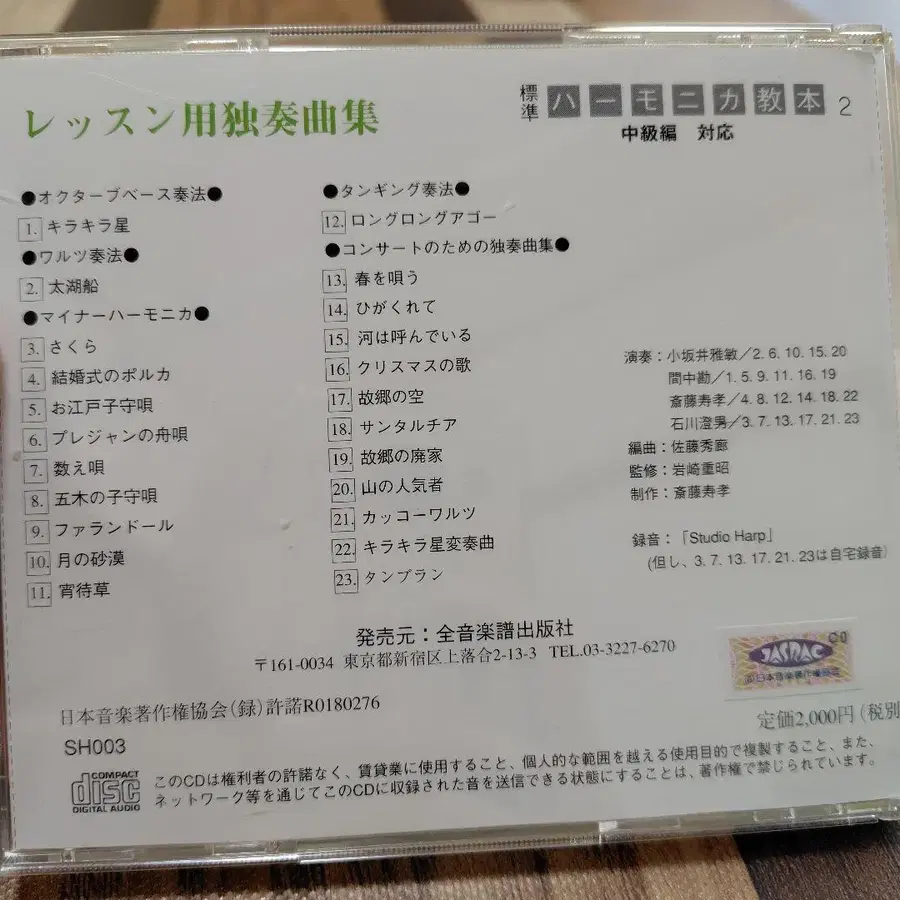 レッスン用独奏曲集
標準 ハーモニカ教本 2
中級編 対応
●オクターブベース奏法●
1. キラキラ星
●ワルツ奏法●
2. 太湖船
●マイナーハーモニカ●
3. さくら
4. 結婚式のポルカ
5. お江戸子守唄
6. プレジャンの舟唄
7. 数え唄
8. 五木の子守唄
9. ファランドール
10. 月の砂漠
11. 宵待草
●タンギング奏法●
12. ロングロングアゴー
●コンサートのための独奏曲集●
13. 春を唄う
14. ひがくれて
15. 河は呼んでいる
16. クリスマスの歌
17. 故郷の空
18. サンタルチア
19. 故郷の廃家
20. 山の人気者
21. カッコーワルツ
22. キラキラ星変奏曲
23. タンブラン
演奏：小坂井雅敏／2. 6. 10. 15. 20
間中勘／1. 5. 9. 11. 16. 19
斎藤寿孝／4. 8. 12. 14. 18. 22
石川澄男／3. 7. 13. 17. 21. 23
編曲：佐藤秀廊
監修：岩崎重昭
制作：斎藤寿孝
録音：「Studio Harp」
(但し、3. 7. 13. 17. 21. 23は自宅録音)
発売元：全音楽譜出版社
〒161-0034 東京都新宿区上落合2-13-3 TEL.03-3227-6270
CD
JASRAC
日本音楽著作権協会
日本音楽著作権協会(録)許諾R0180276
定価2,000円(税別
SH003
COMPACT
disc
DIGITAL AUDIO
このCDは権利者の許諾なく、賃貸業に使用すること、個人的な範囲を越える使用目的で複製すること、また、
ネットワーク等を通じてこのCDに収録された音を送信できる状態にすることは、著作権で禁じられています。